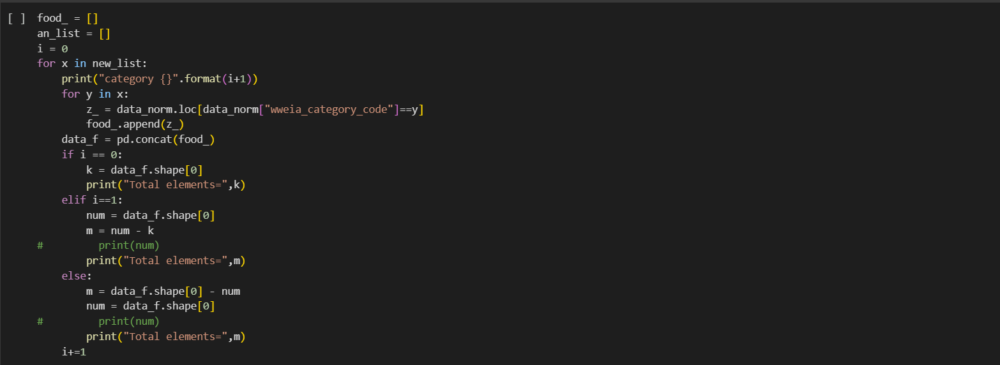 [ ] food_ = []
an_list = []
i = 0
for x in new_list:
    print("category {}".format(i+1))
    for y in x:
        z_ = data_norm.loc[data_norm["wweia_category_code"]==y]
        food_.append(z_)
    data_f = pd.concat(food_)
    if i == 0:
        k = data_f.shape[0]
        print("Total elements=",k)
    elif i==1:
        num = data_f.shape[0]
        m = num - k
#         print(num)
        print("Total elements=",m)
    else:
        m = data_f.shape[0] - num
        num = data_f.shape[0]
#         print(num)
        print("Total elements=",m)
    i+=1